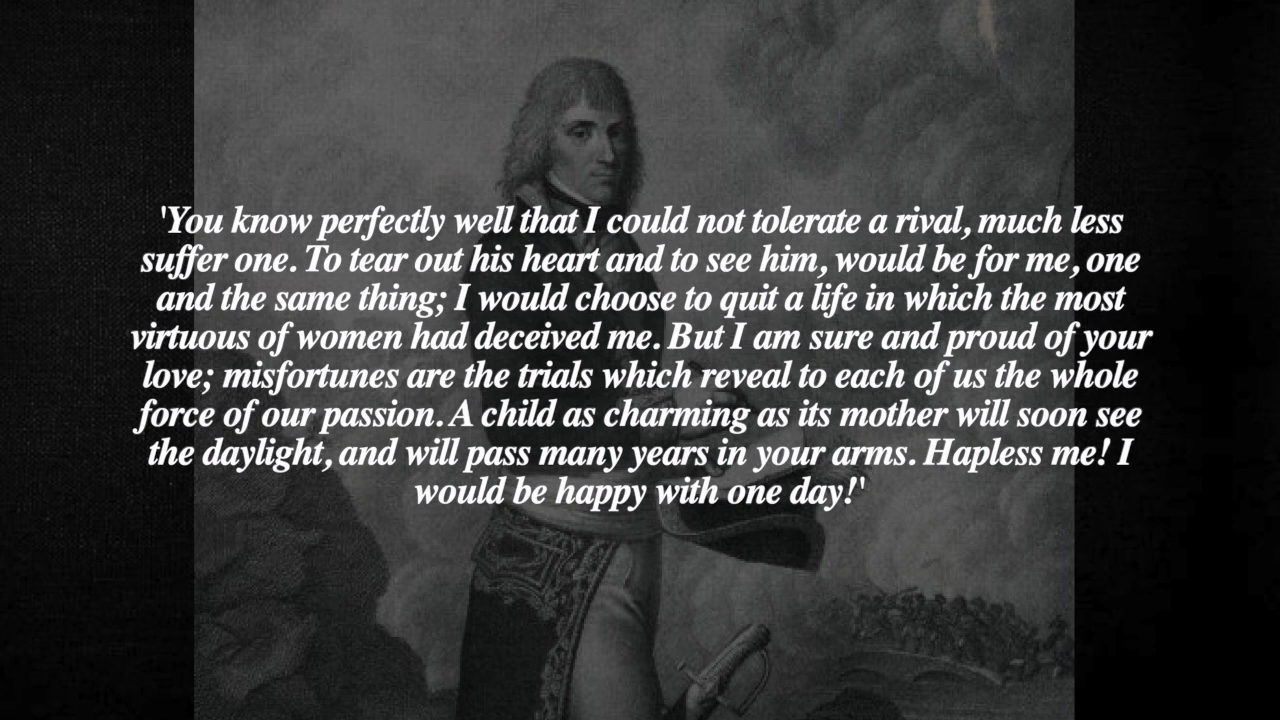 'You know perfectly well that I could not tolerate a rival, much less
suffer one. To tear out his heart and to see him, would be for me, one
and the same thing; I would choose to quit a life in which the most
virtuous of women had deceived me. But I am sure and proud of your
love; misfortunes are the trials which reveal to each of us the whole
force of our passion. A child as charming as its mother will soon see
the daylight, and will pass many years in your arms. Hapless me! I
would be happy with one day!'